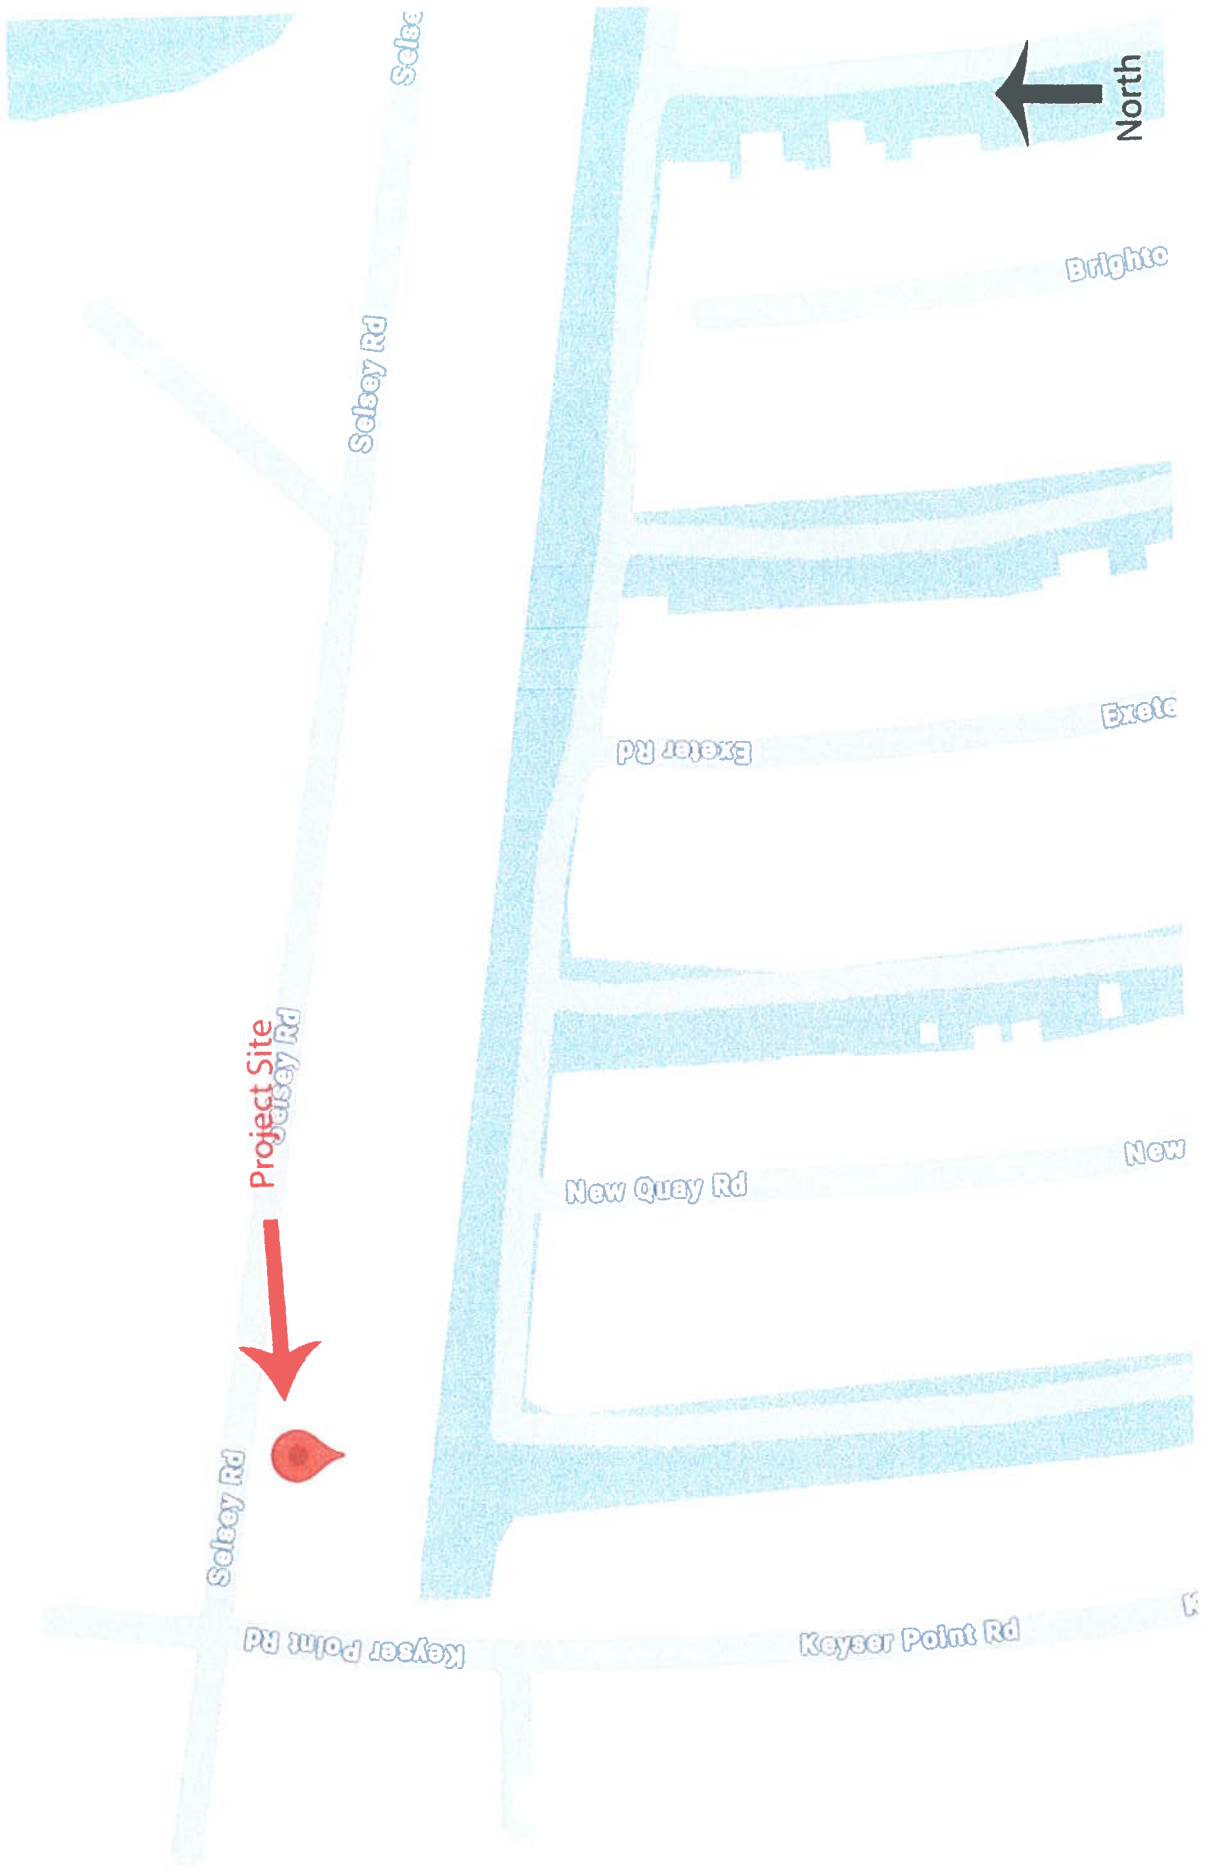 Selse
North
Brighto
Selsey Rd
Exete
Exeter Rd
Project Site
Selsey Rd
New
New Quay Rd
Selsey Rd
K
Keyser Point Rd
Keyser Point Rd